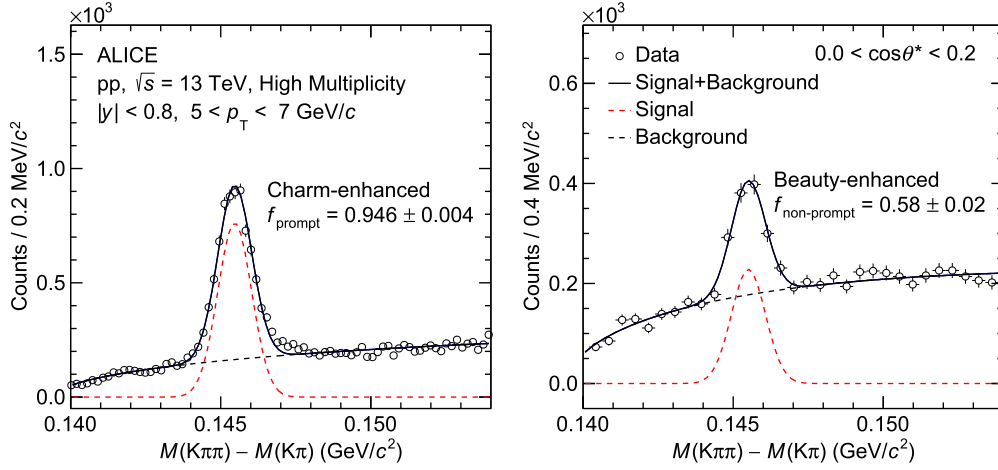 ×10³
1.5
1.0
0.5
0.0
Counts / 0.2 MeV/c²
ALICE
pp, √s = 13 TeV, High Multiplicity
|y| < 0.8, 5 < p_T < 7 GeV/c
Charm-enhanced
f_prompt = 0.946 ± 0.004
0.140 0.145 0.150
M(Kππ) − M(Kπ) (GeV/c²)
×10³
0.6
0.4
0.2
0.0
Counts / 0.4 MeV/c²
Data
Signal+Background
Signal
Background
0.0 < cosθ* < 0.2
Beauty-enhanced
f_non-prompt = 0.58 ± 0.02
0.140 0.145 0.150
M(Kππ) − M(Kπ) (GeV/c²)